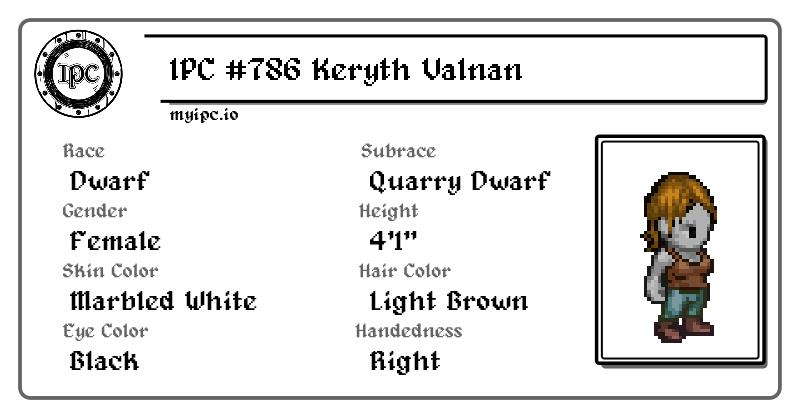 IPC
IPC #786 Keryth Valnan
myipc.io
Race
Dwarf
Subrace
Quarry Dwarf
Gender
Female
Height
4'1"
Skin Color
Marbled White
Hair Color
Light Brown
Eye Color
Black
Handedness
Right